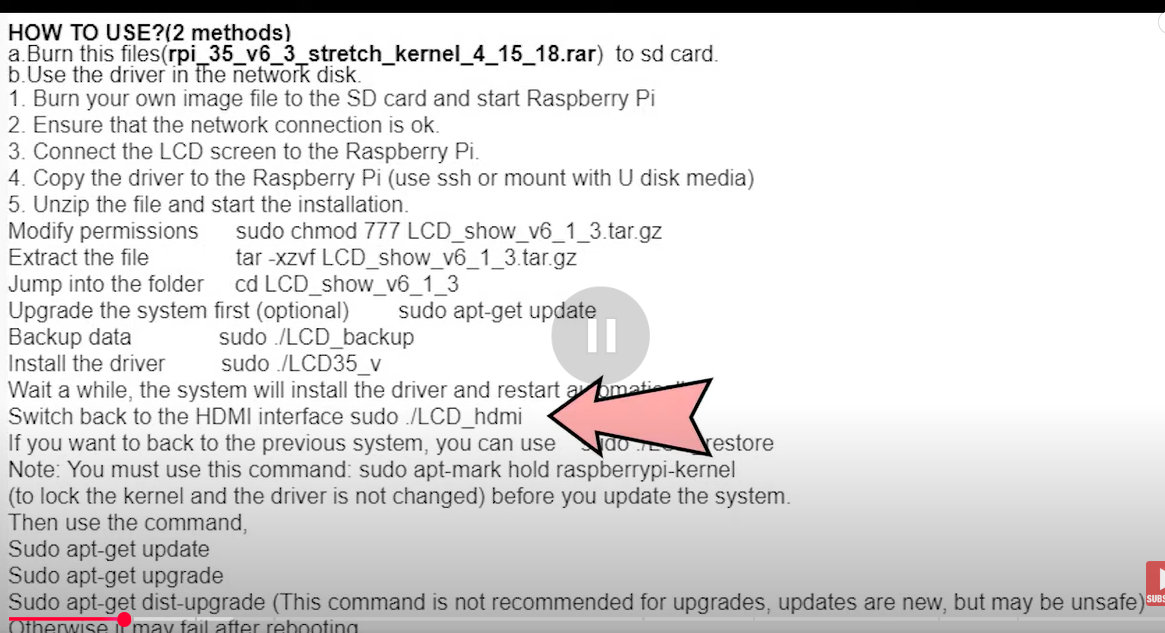 HOW TO USE?(2 methods)
a.Burn this files(rpi_35_v6_3_stretch_kernel_4_15_18.rar) to sd card.
b.Use the driver in the network disk.
1. Burn your own image file to the SD card and start Raspberry Pi
2. Ensure that the network connection is ok.
3. Connect the LCD screen to the Raspberry Pi.
4. Copy the driver to the Raspberry Pi (use ssh or mount with U disk media)
5. Unzip the file and start the installation.
Modify permissions sudo chmod 777 LCD_show_v6_1_3.tar.gz
Extract the file tar -xzvf LCD_show_v6_1_3.tar.gz
Jump into the folder cd LCD_show_v6_1_3
Upgrade the system first (optional) sudo apt-get update
Backup data sudo ./LCD_backup
Install the driver sudo ./LCD35_v
Wait a while, the system will install the driver and restart
Switch back to the HDMI interface sudo ./LCD_hdmi
If you want to back to the previous system, you can use restore
Note: You must use this command: sudo apt-mark hold raspberrypi-kernel
(to lock the kernel and the driver is not changed) before you update the system.
Then use the command,
Sudo apt-get update
Sudo apt-get upgrade
Sudo apt-get dist-upgrade (This command is not recommended for upgrades, updates are new, but may be unsafe)
Otherwise it may fail after rebooting
SUBS